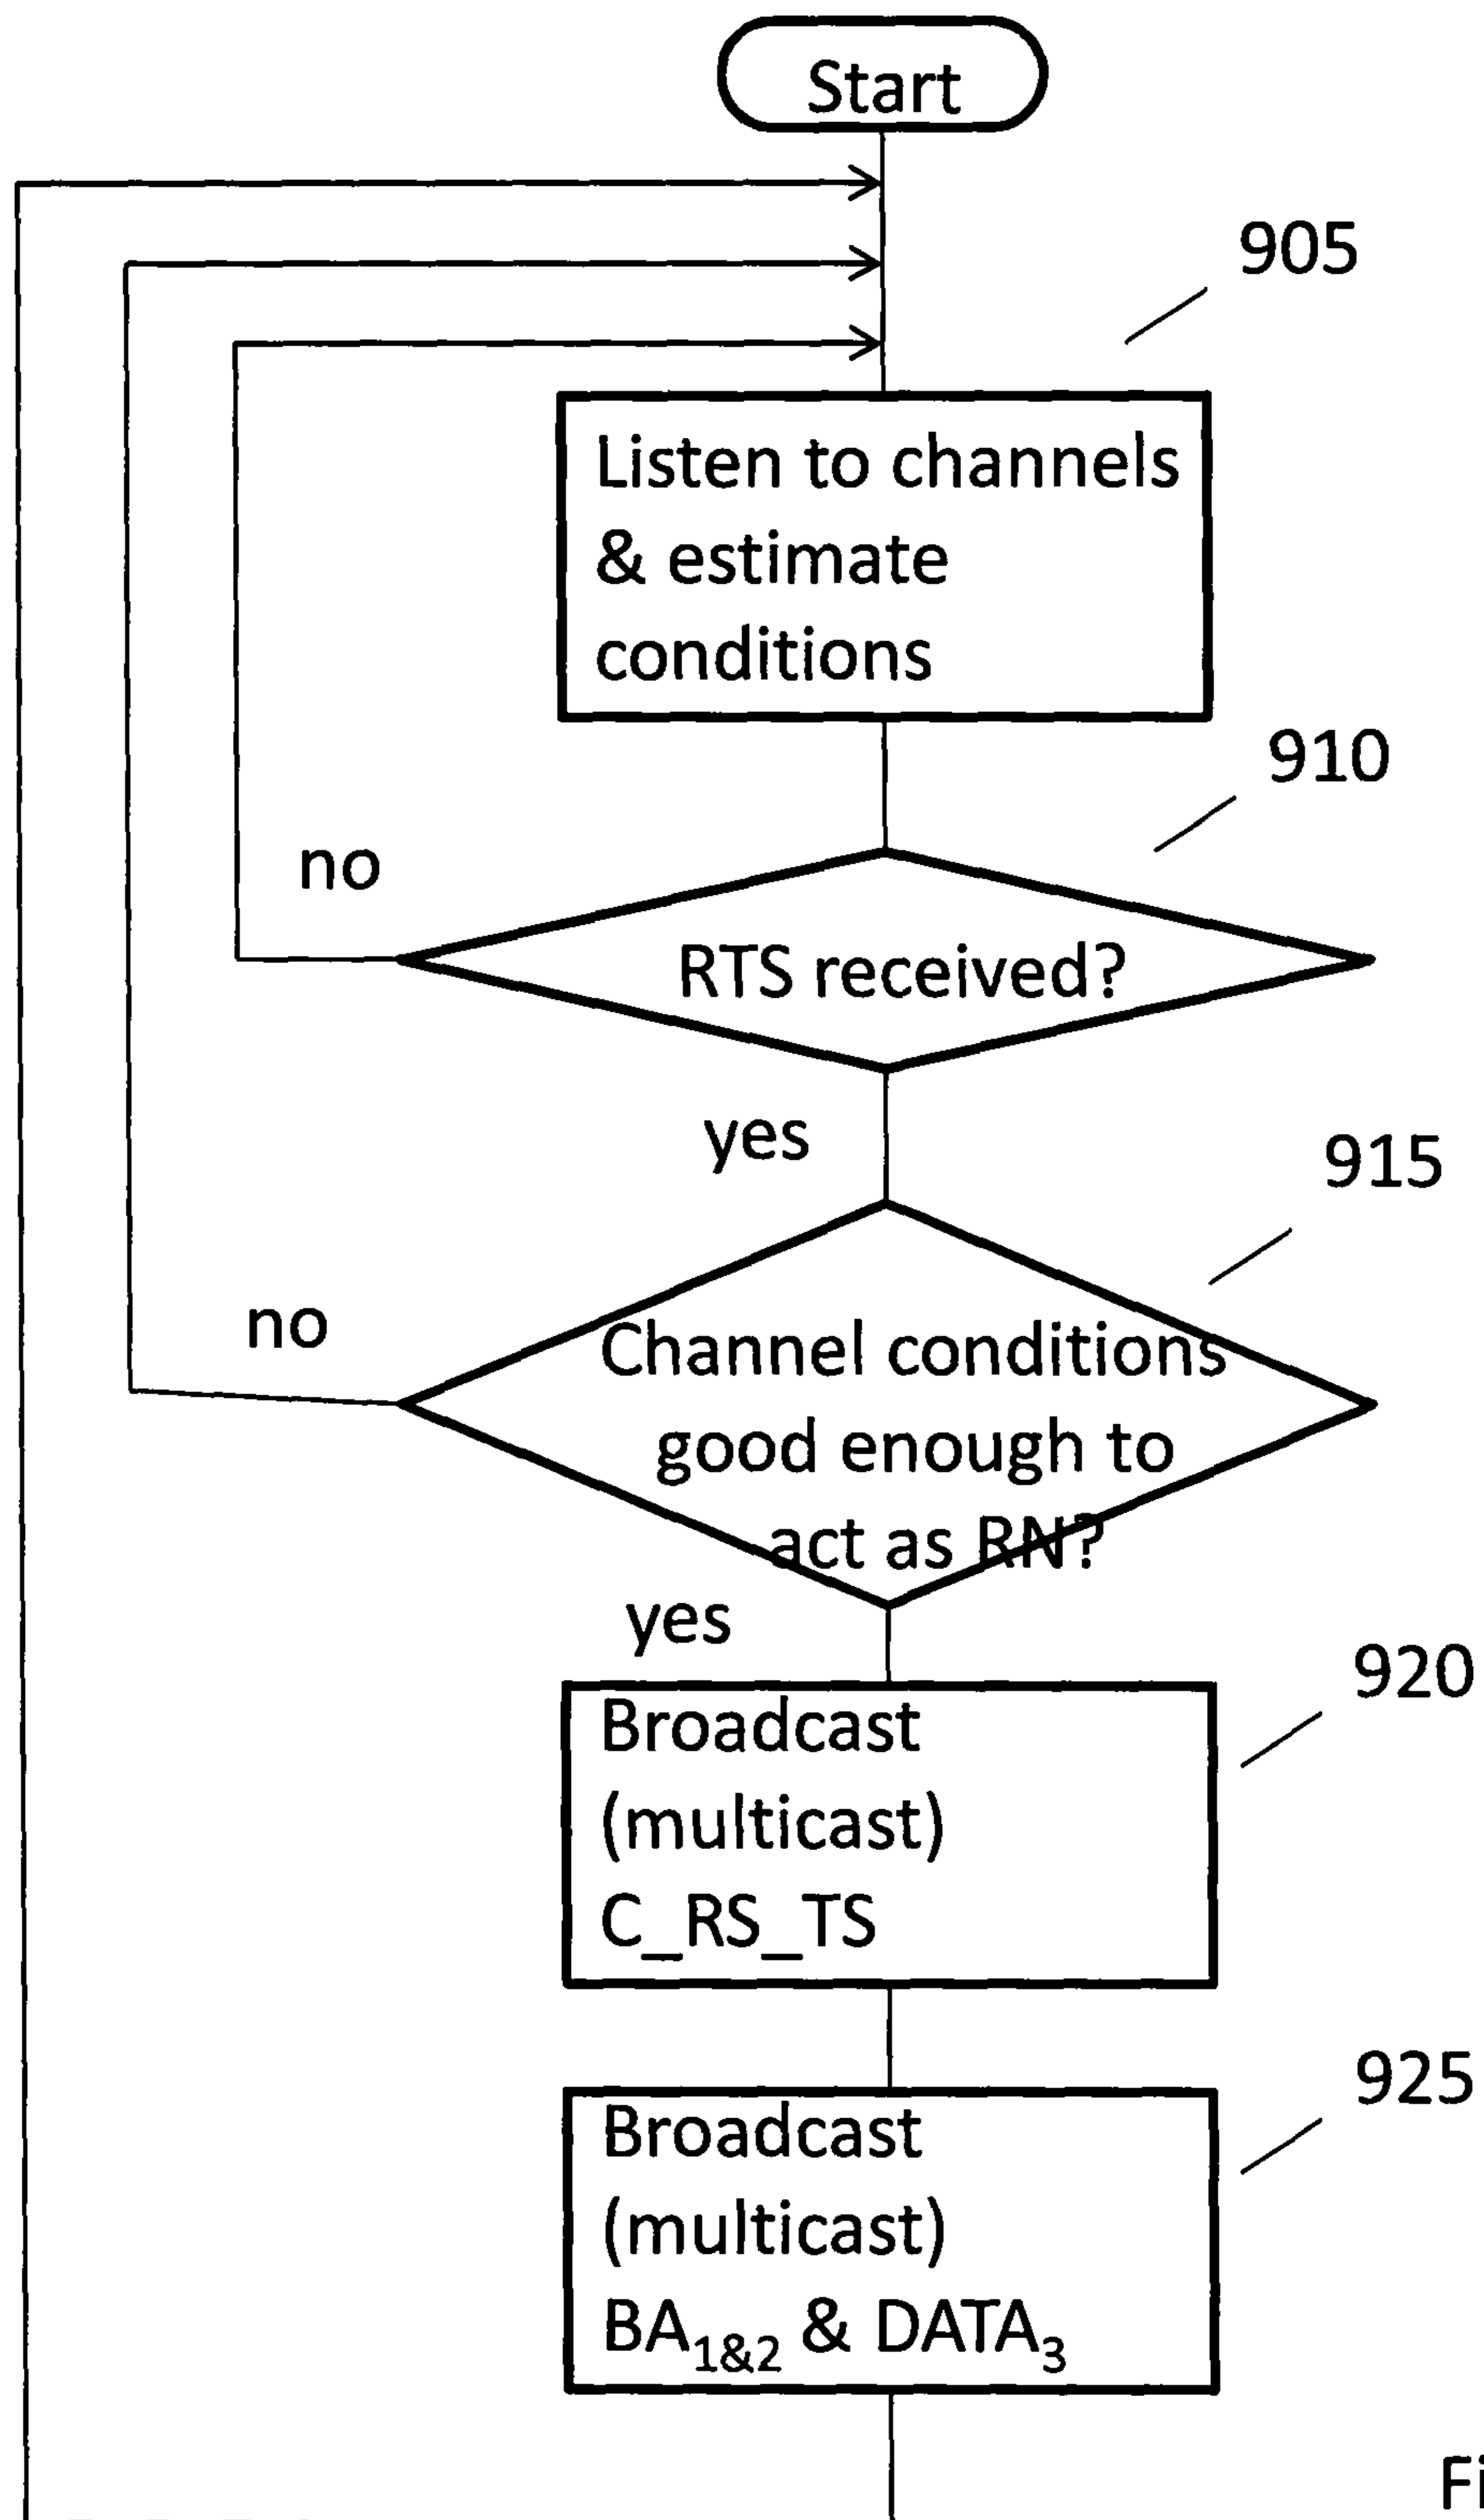 Start
905
Listen to channels
& estimate
conditions
910
no
RTS received?
yes
915
no
Channel conditions
good enough to
act as RN?
yes
920
Broadcast
(multicast)
C_RS_TS
925
Broadcast
(multicast)
BA1&2 & DATA3